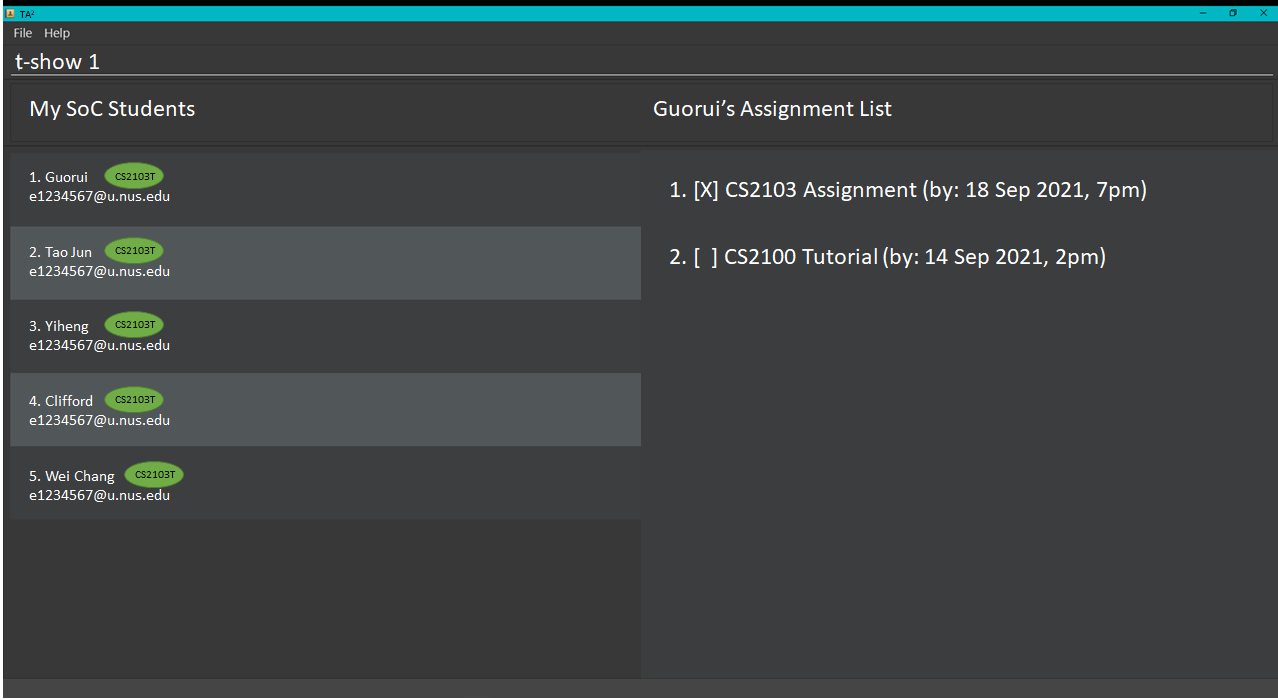 TA²
File Help
t-show 1
My SoC Students
Guorui’s Assignment List
1. Guorui CS2103T
e1234567@u.nus.edu
2. Tao Jun CS2103T
e1234567@u.nus.edu
3. Yiheng CS2103T
e1234567@u.nus.edu
4. Clifford CS2103T
e1234567@u.nus.edu
5. Wei Chang CS2103T
e1234567@u.nus.edu
1. [X] CS2103 Assignment (by: 18 Sep 2021, 7pm)
2. [ ] CS2100 Tutorial (by: 14 Sep 2021, 2pm)